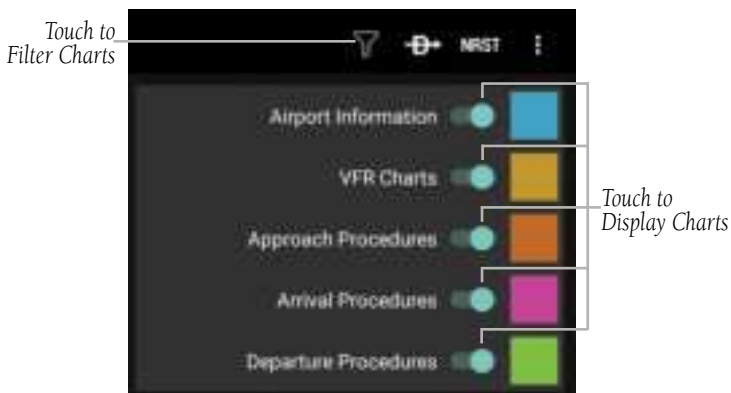 Touch to
Filter Charts
NRST
Airport Information
VFR Charts
Approach Procedures
Arrival Procedures
Departure Procedures
Touch to
Display Charts